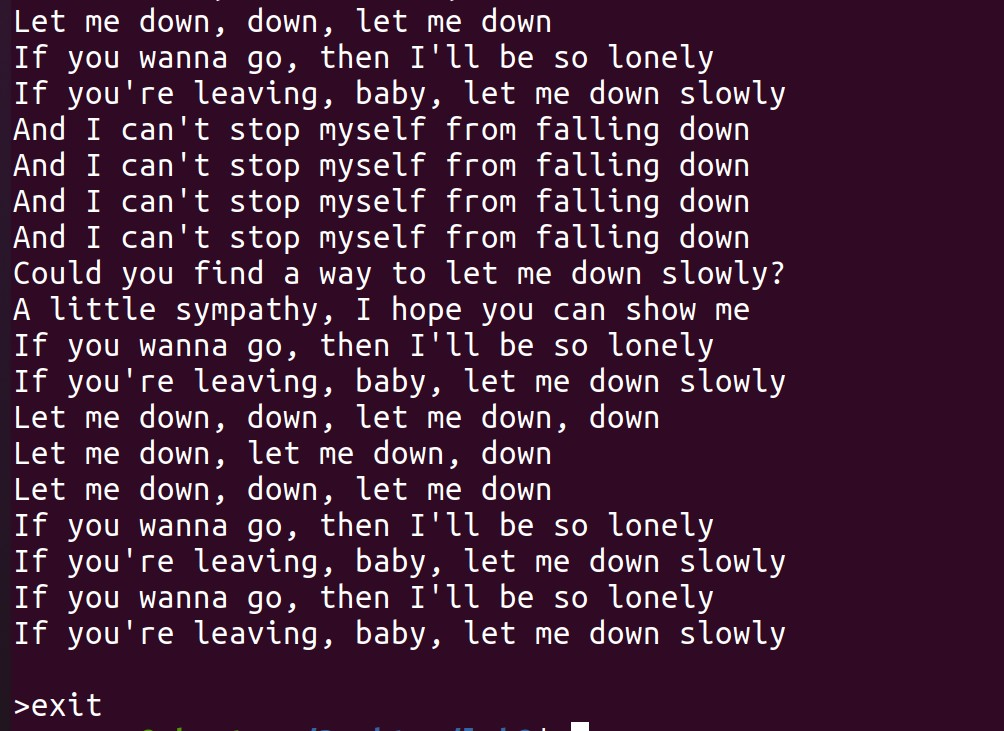 Let me down, down, let me down
If you wanna go, then I'll be so lonely
If you're leaving, baby, let me down slowly
And I can't stop myself from falling down
And I can't stop myself from falling down
And I can't stop myself from falling down
And I can't stop myself from falling down
Could you find a way to let me down slowly?
A little sympathy, I hope you can show me
If you wanna go, then I'll be so lonely
If you're leaving, baby, let me down slowly
Let me down, down, let me down, down
Let me down, let me down, down
Let me down, down, let me down
If you wanna go, then I'll be so lonely
If you're leaving, baby, let me down slowly
If you wanna go, then I'll be so lonely
If you're leaving, baby, let me down slowly
>exit